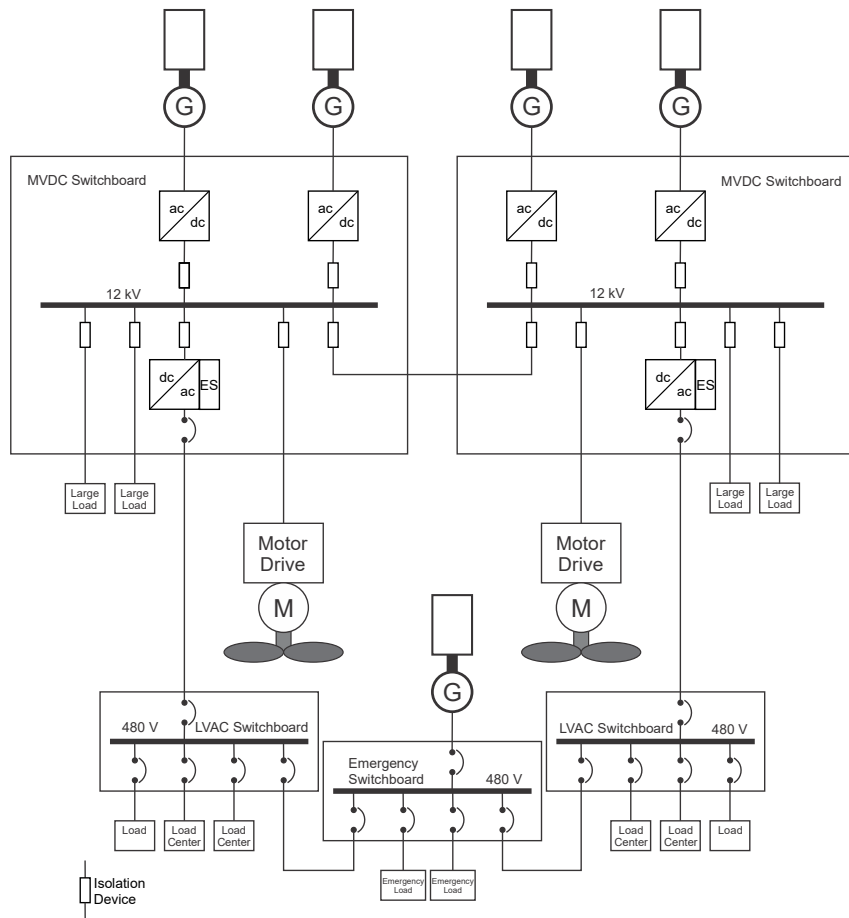 G
G
G
G
MVDC Switchboard
MVDC Switchboard
ac
dc
ac
dc
ac
dc
ac
dc
12 kV
12 kV
dc
ac
ES
dc
ac
ES
Large
Load
Large
Load
Large
Load
Large
Load
Motor
Drive
Motor
Drive
M
M
G
480 V
LVAC Switchboard
LVAC Switchboard
480 V
Emergency
Switchboard
480 V
Load
Load
Center
Load
Center
Load
Center
Load
Center
Load
Emergency
Load
Emergency
Load
Isolation
Device